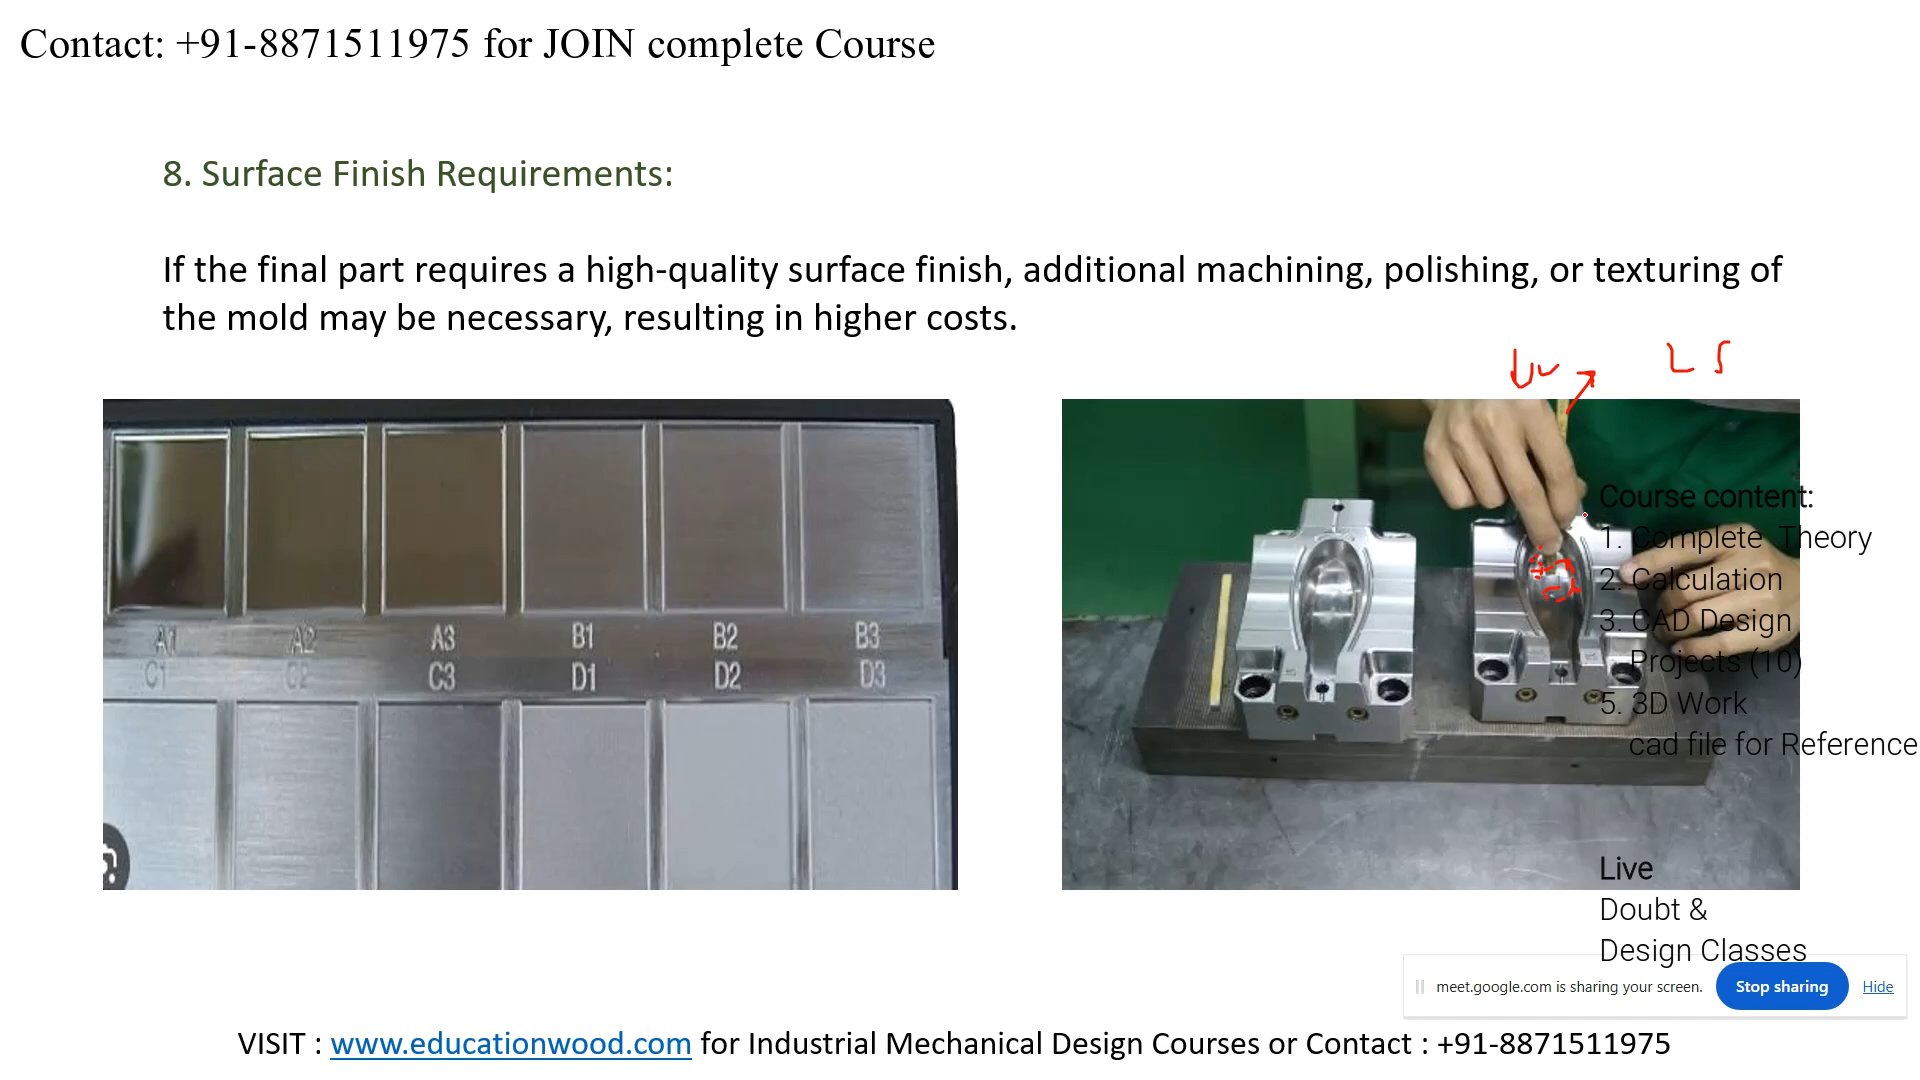 Contact: +91-8871511975 for JOIN complete Course
8. Surface Finish Requirements:
If the final part requires a high-quality surface finish, additional machining, polishing, or texturing of
the mold may be necessary, resulting in higher costs.
L S
A1 A2 A3 B1 B2 B3
C1 C2 C3 D1 D2 D3
Course content:
1. Complete Theory
2. Calculation
3. CAD Design
Projects (10)
5. 3D Work
cad file for Reference
Live
Doubt &
Design Classes
meet.google.com is sharing your screen. Stop sharing Hide
VISIT : www.educationwood.com for Industrial Mechanical Design Courses or Contact : +91-8871511975